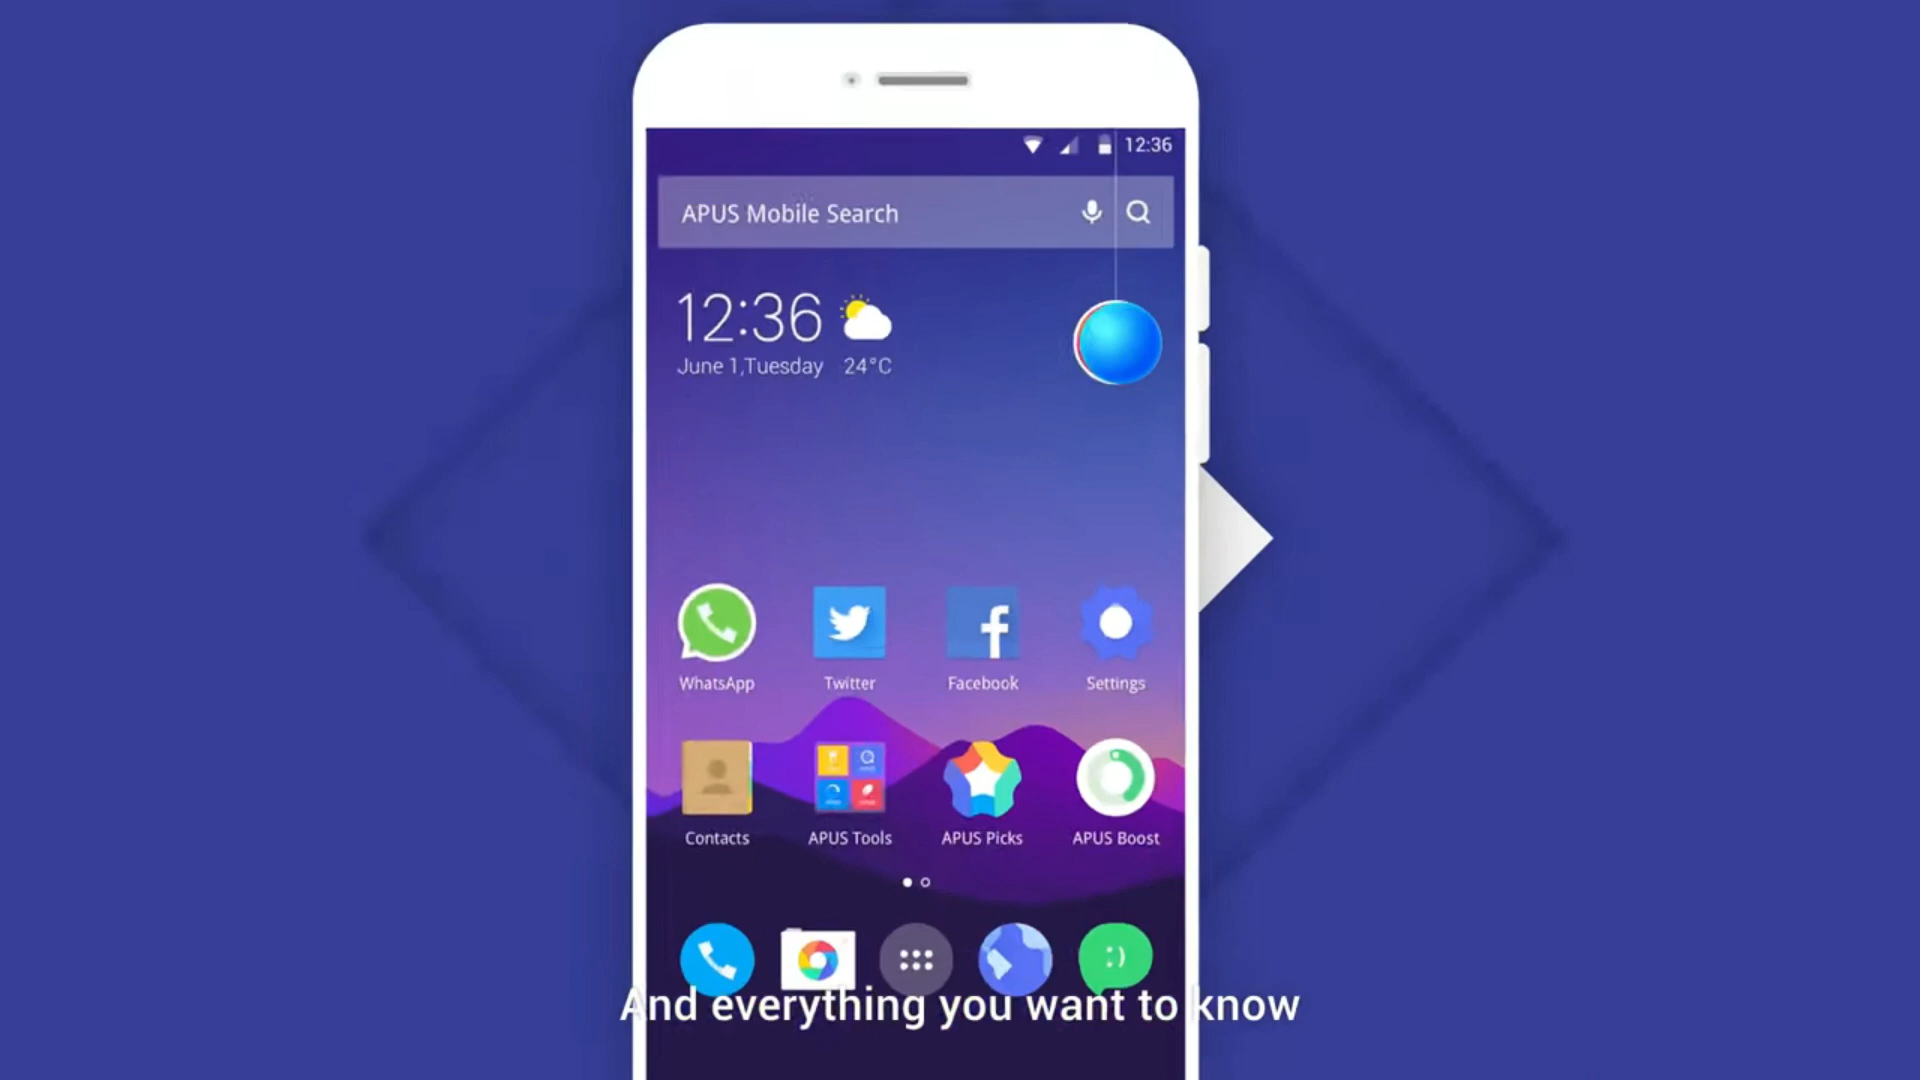 12:36
APUS Mobile Search
12:36
June 1,Tuesday 24°C
WhatsApp Twitter Facebook Settings
Contacts APUS Tools APUS Picks APUS Boost
:)
And everything you want to know